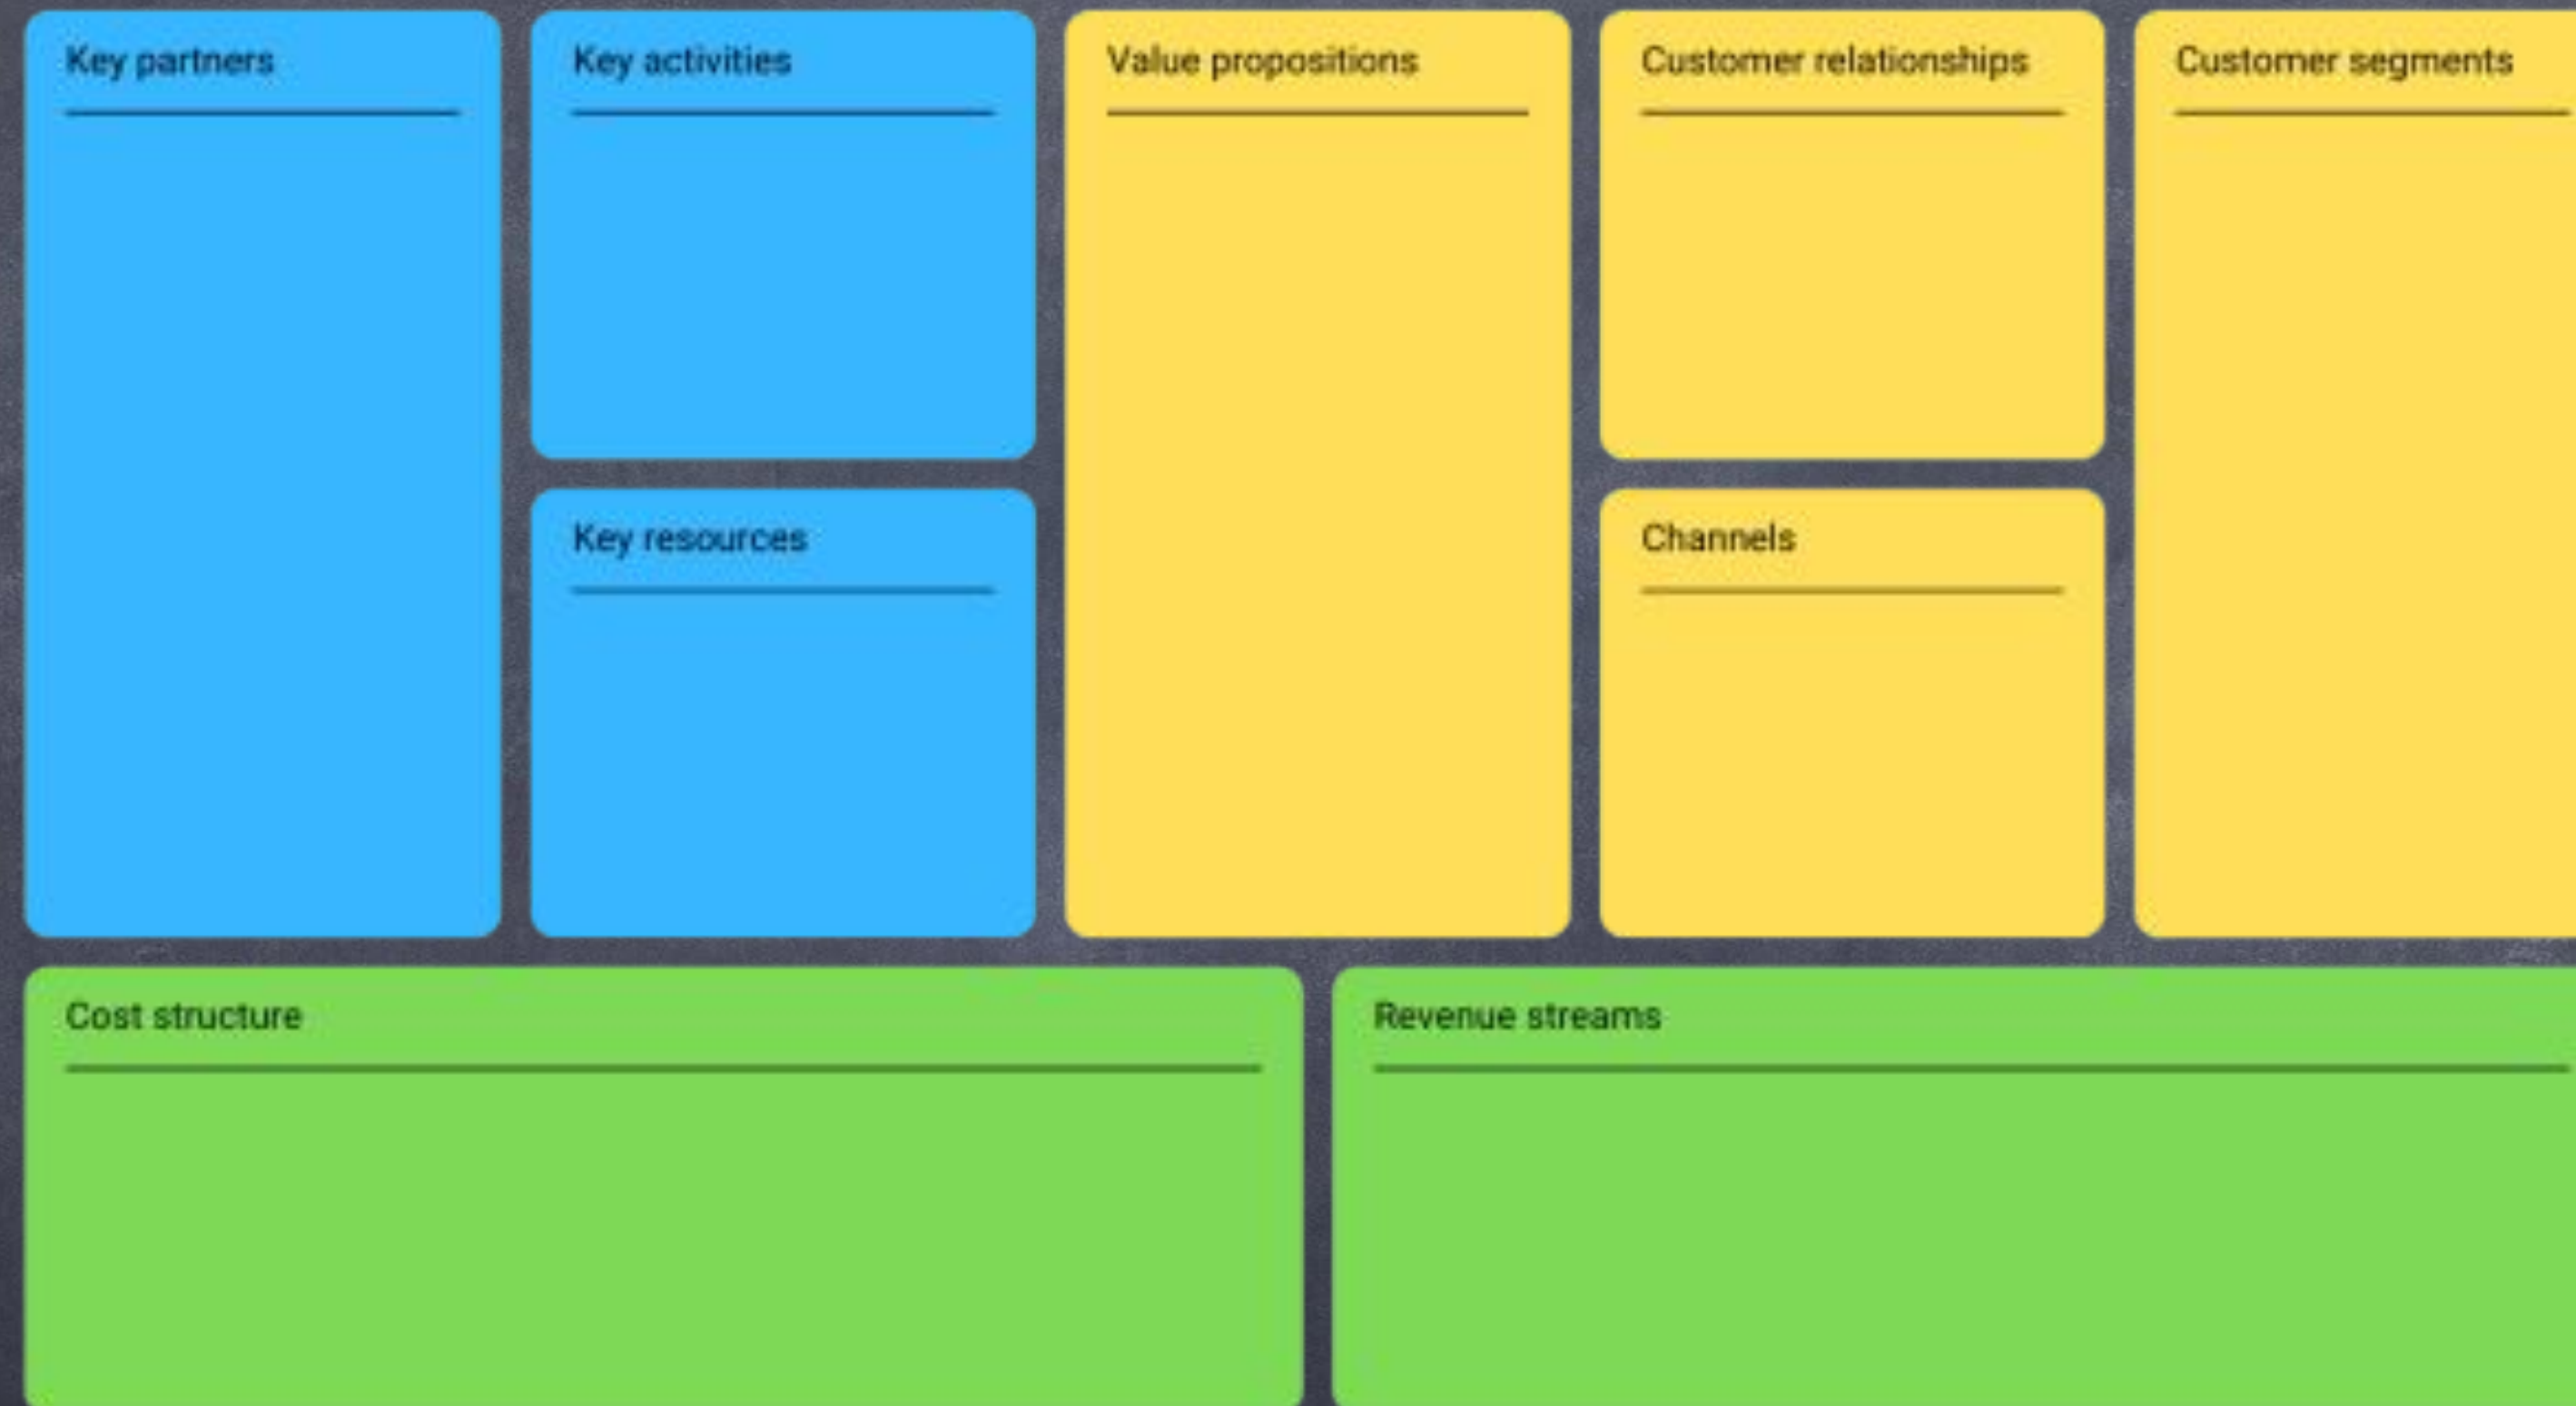 Key partners
Key activities
Key resources
Value propositions
Customer relationships
Channels
Customer segments
Cost structure
Revenue streams